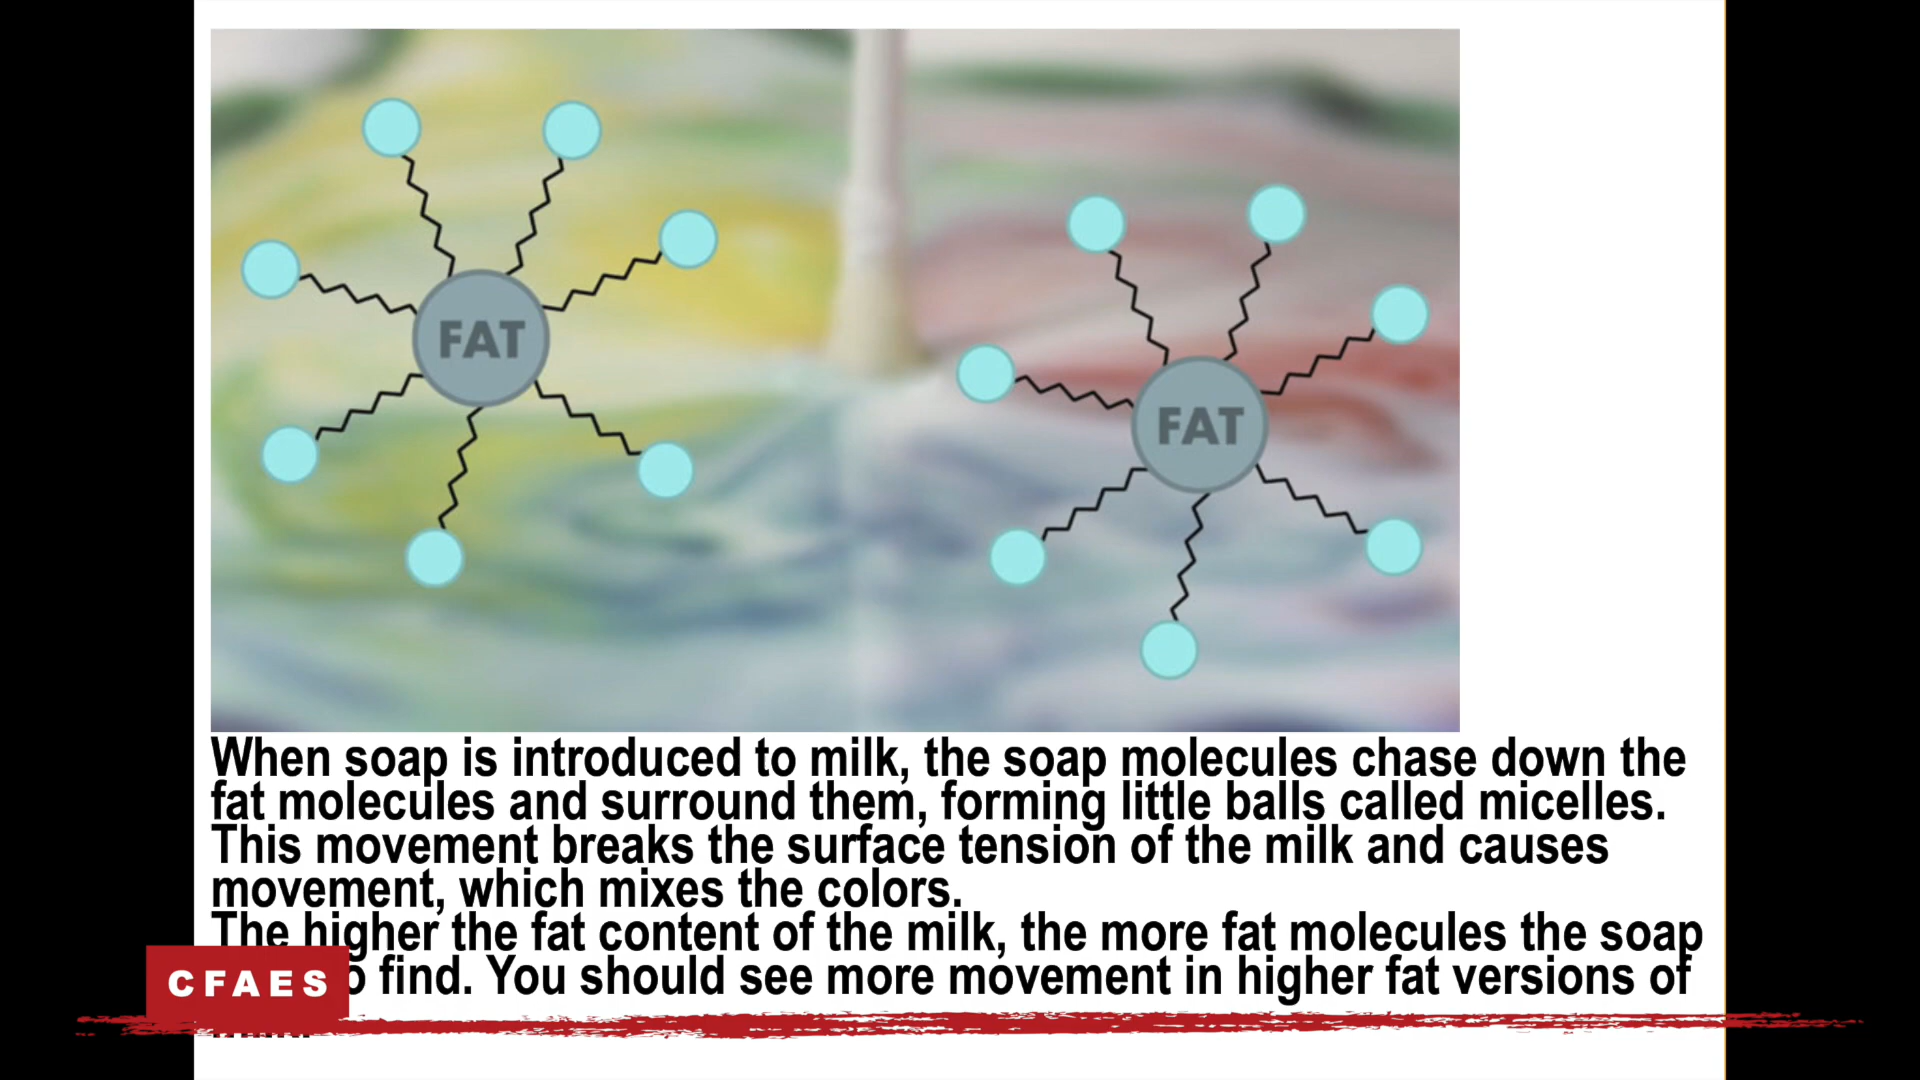 FAT
FAT
When soap is introduced to milk, the soap molecules chase down the
fat molecules and surround them, forming little balls called micelles.
This movement breaks the surface tension of the milk and causes
movement, which mixes the colors.
The higher the fat content of the milk, the more fat molecules the soap
find. You should see more movement in higher fat versions of
CFAES